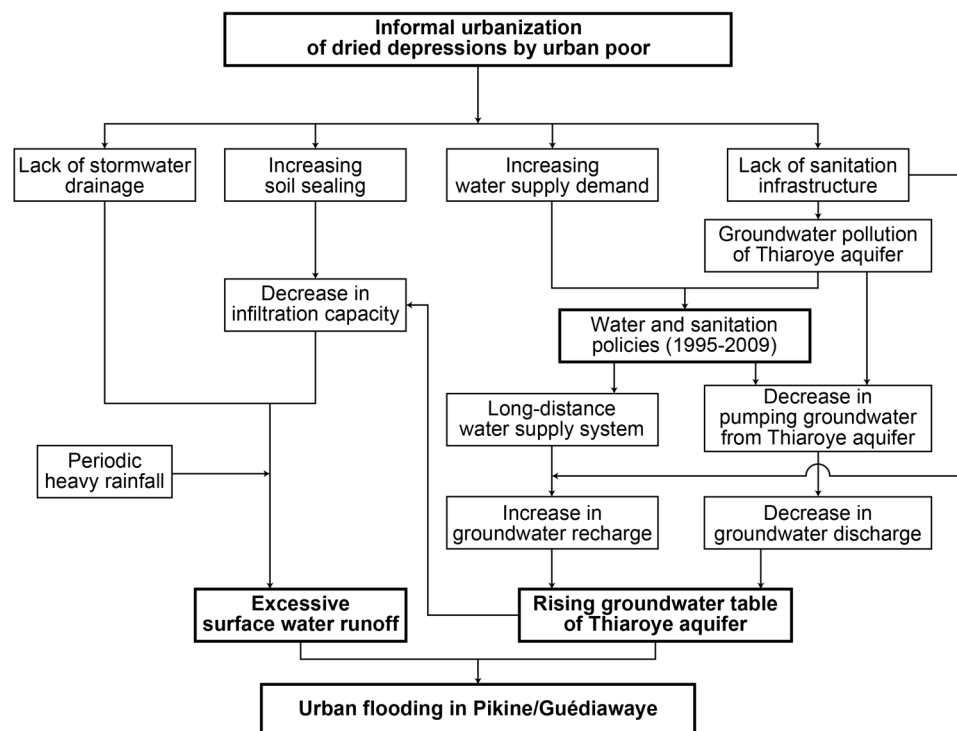 Informal urbanization
of dried depressions by urban poor
Lack of stormwater
drainage
Increasing
soil sealing
Increasing
water supply demand
Lack of sanitation
infrastructure
Groundwater pollution
of Thiaroye aquifer
Decrease in
infiltration capacity
Water and sanitation
policies (1995-2009)
Long-distance
water supply system
Decrease in
pumping groundwater
from Thiaroye aquifer
Periodic
heavy rainfall
Increase in
groundwater recharge
Decrease in
groundwater discharge
Excessive
surface water runoff
Rising groundwater table
of Thiaroye aquifer
Urban flooding in Pikine/Guédiawaye